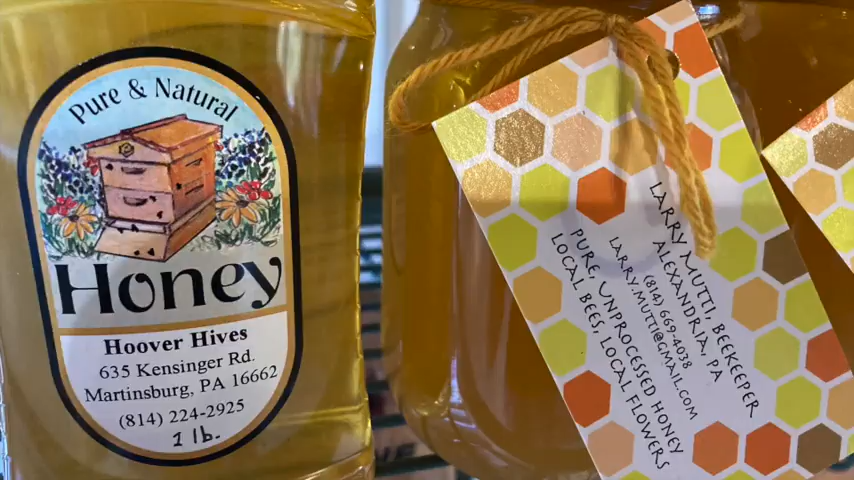 Pure & Natural
Honey
Hoover Hives
635 Kensinger Rd.
Martinsburg, PA 16662
(814) 224-2925
1 lb.
LARRY MUTTI, BEEKEEPER
ALEXANDRIA, PA
(814) 669-4038
LARRY.MUTTI@GMAIL.COM
PURE, UNPROCESSED HONEY
LOCAL BEES, LOCAL FLOWERS